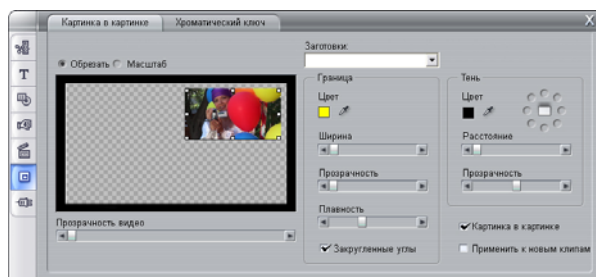 Картинка в картинке
Хроматический ключ
X
Обрезать Масштаб
Заготовки:
Граница
Цвет
Ширина
Прозрачность
Плавность
Закругленные углы
Тень
Цвет
Расстояние
Прозрачность
Картинка в картинке
Применить к новым клипам
Прозрачность видео
T